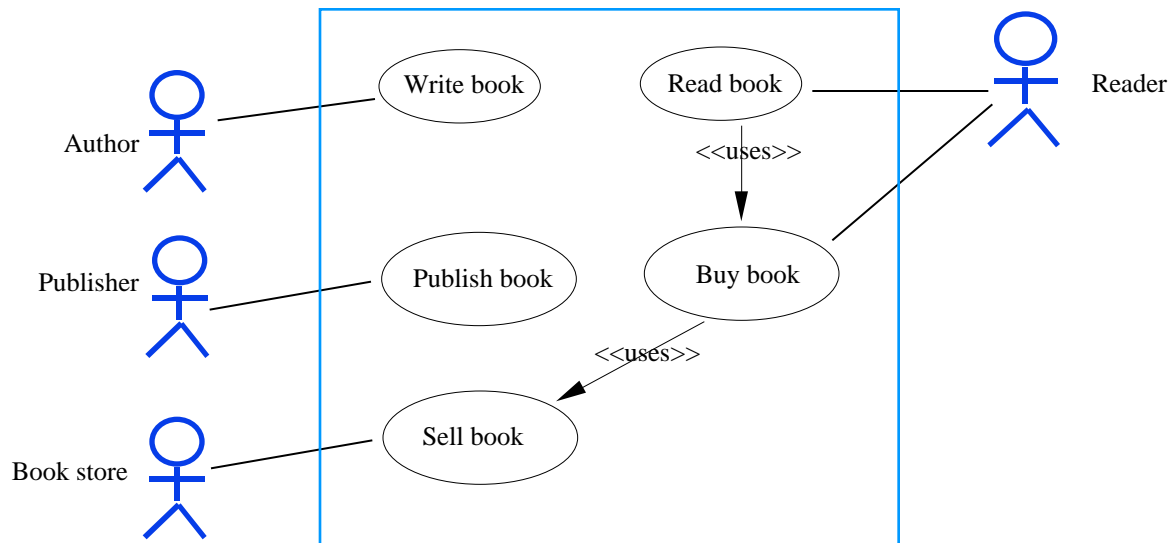 Write book
Read book
Reader
Author
<<uses>>
Publisher
Publish book
Buy book
<<uses>>
Sell book
Book store